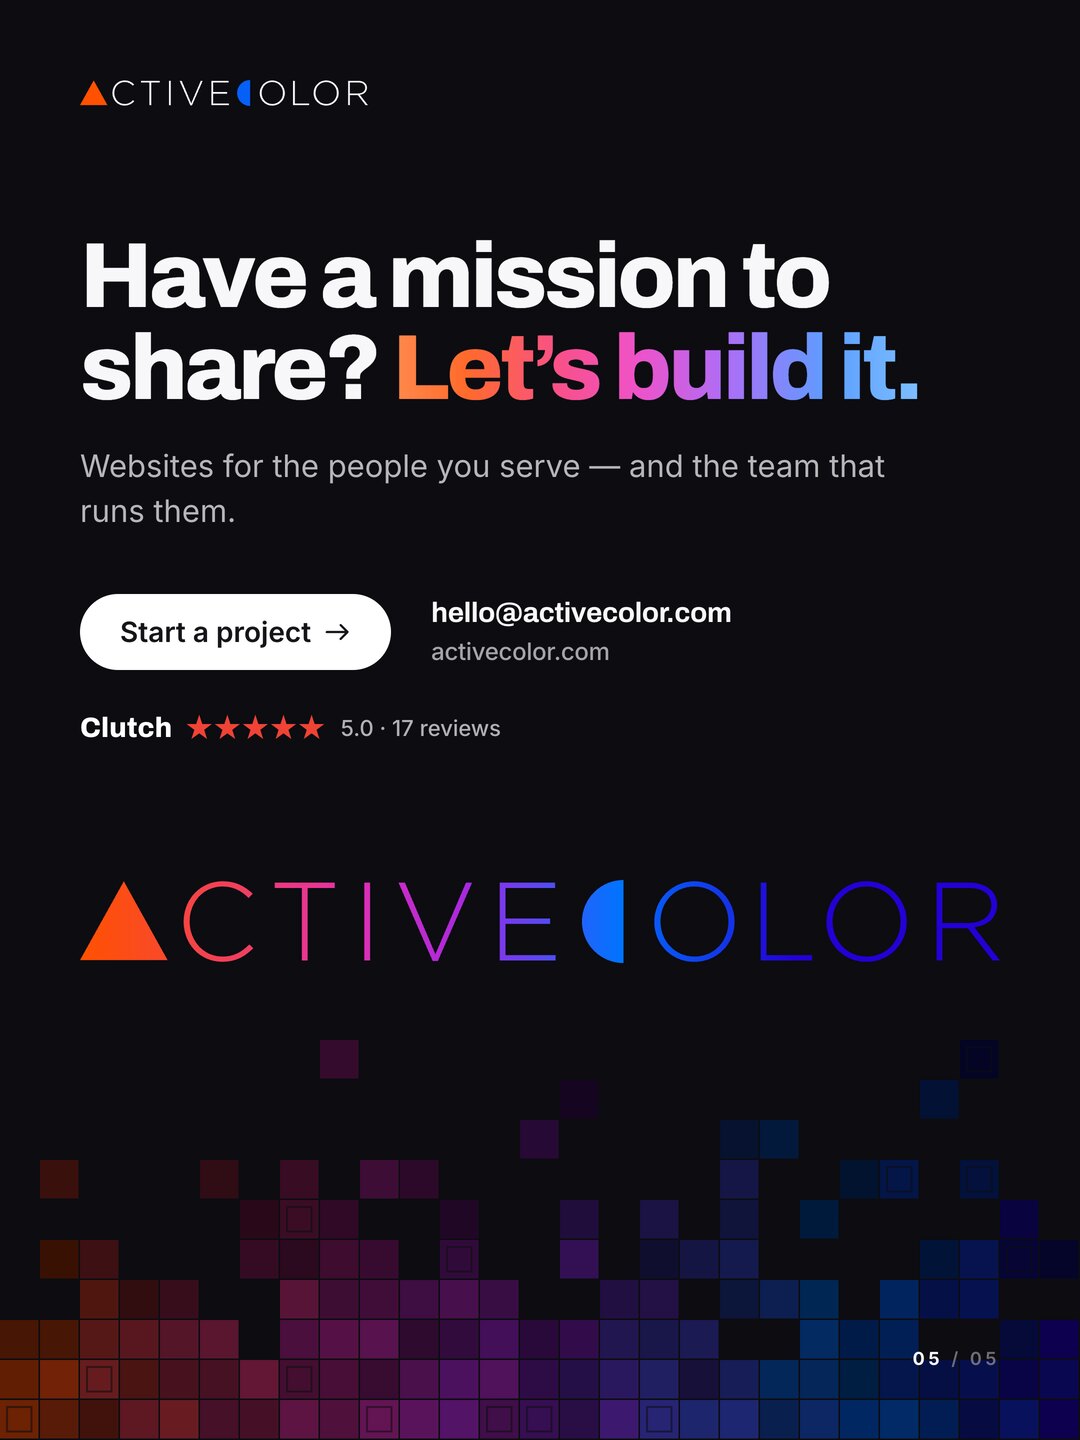 ACTIVECOLOR
Have a mission to
share? Let’s build it.
Websites for the people you serve — and the team that
runs them.
Start a project →
hello@activecolor.com
activecolor.com
Clutch ★★★★★ 5.0 · 17 reviews
ACTIVECOLOR
05 / 05